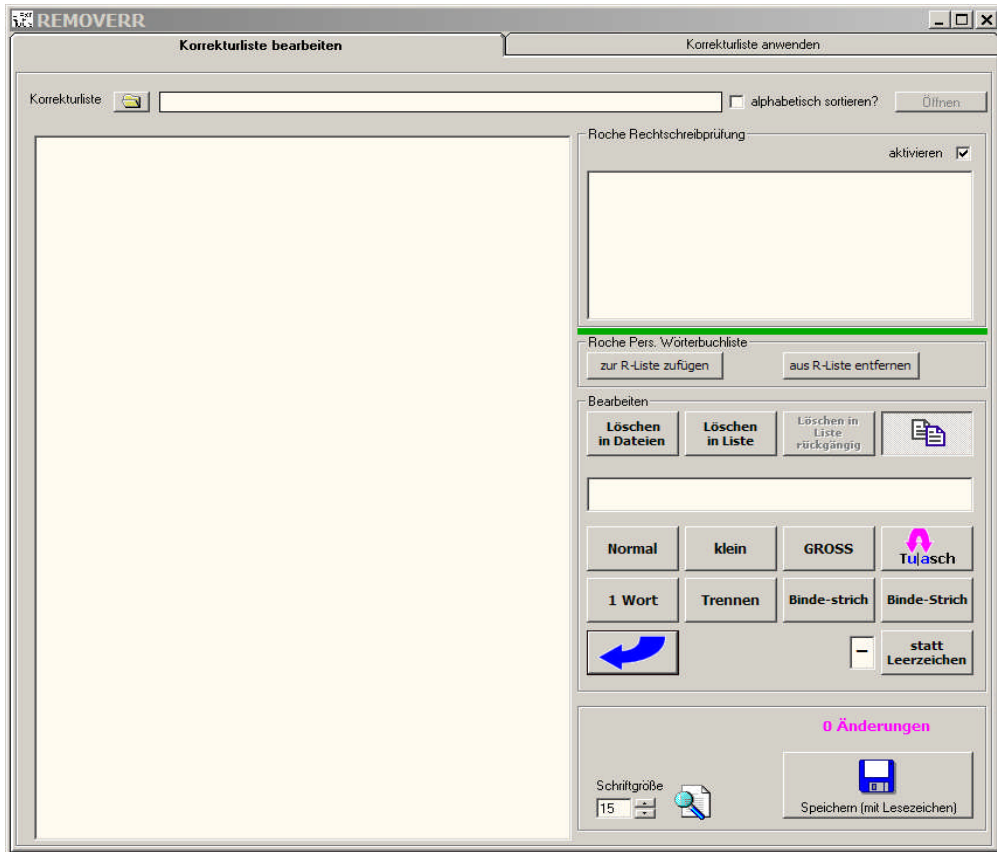 REMOVERR
Korrekturliste bearbeiten
Korrekturliste anwenden
Korrekturliste
alphabetisch sortieren?
Öffnen
Roche Rechtschreibprüfung
aktivieren
Roche Pers. Wörterbuchliste
zur R-Liste zufügen
aus R-Liste entfernen
Bearbeiten
Löschen
in Dateien
Löschen
in Liste
Löschen in
Liste
rückgängig
Normal
klein
GROSS
Tu|asch
1 Wort
Trennen
Binde-strich
Binde-Strich
–
statt
Leerzeichen
0 Änderungen
Schriftgröße
15
Speichern (mit Lesezeichen)